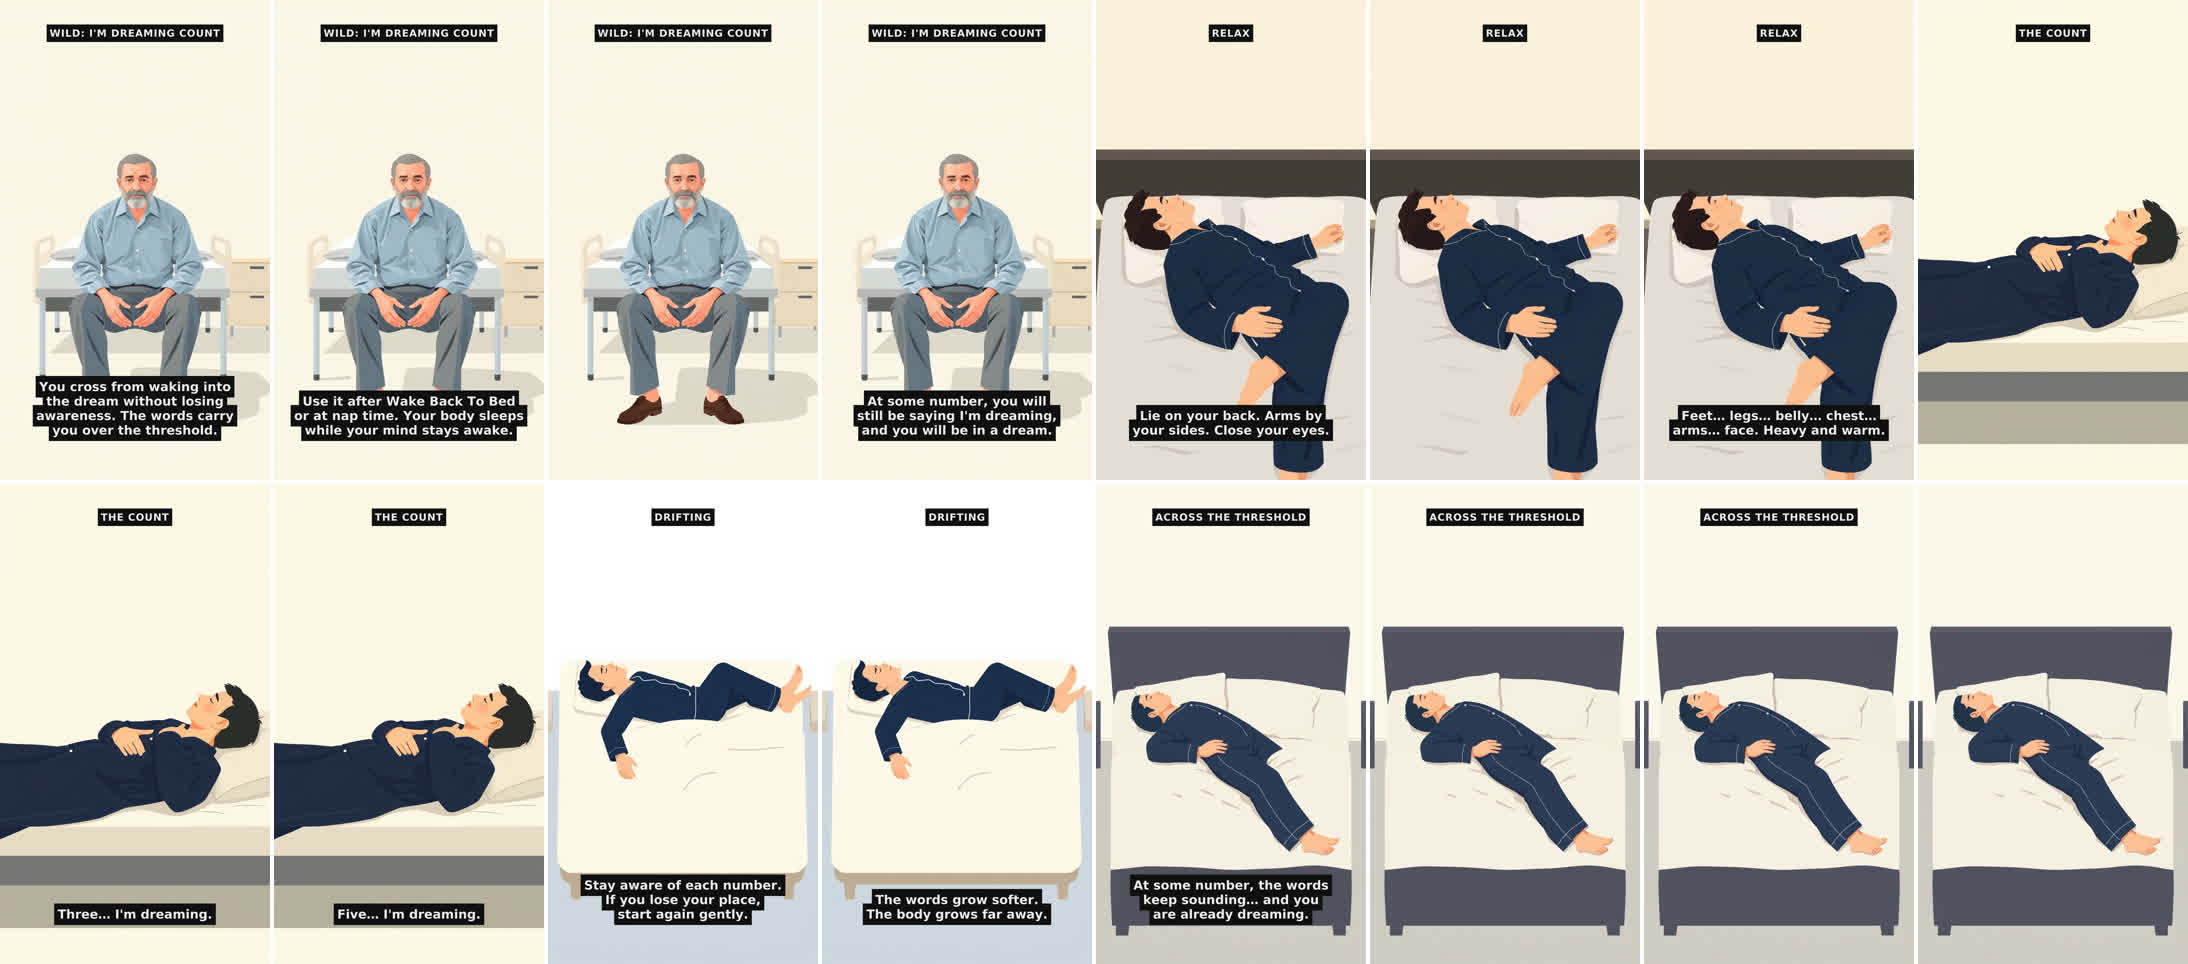 WILD: I'M DREAMING COUNT
You cross from waking into
the dream without losing
awareness. The words carry
you over the threshold.
WILD: I'M DREAMING COUNT
Use it after Wake Back To Bed
or at nap time. Your body sleeps
while your mind stays awake.
WILD: I'M DREAMING COUNT
WILD: I'M DREAMING COUNT
At some number, you will
still be saying I'm dreaming,
and you will be in a dream.
RELAX
Lie on your back. Arms by
your sides. Close your eyes.
RELAX
RELAX
Feet… legs… belly… chest…
arms… face. Heavy and warm.
THE COUNT
THE COUNT
Three… I'm dreaming.
THE COUNT
Five… I'm dreaming.
DRIFTING
Stay aware of each number.
If you lose your place,
start again gently.
DRIFTING
The words grow softer.
The body grows far away.
ACROSS THE THRESHOLD
At some number, the words
keep sounding… and you
are already dreaming.
ACROSS THE THRESHOLD
ACROSS THE THRESHOLD